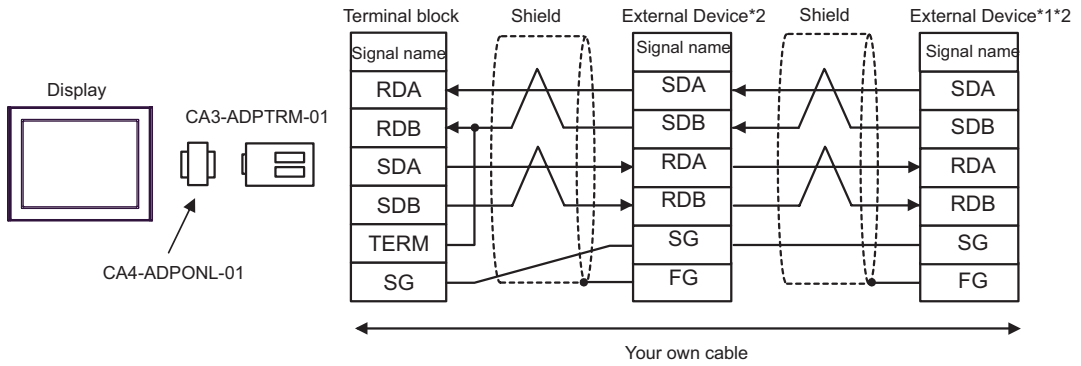 Terminal block Shield External Device*2 Shield External Device*1*2
Signal name Signal name Signal name
Display
CA3-ADPTRM-01
RDA SDA SDA
RDB SDB SDB
SDA RDA RDA
SDB RDB RDB
TERM SG SG
SG FG FG
CA4-ADPONL-01
Your own cable